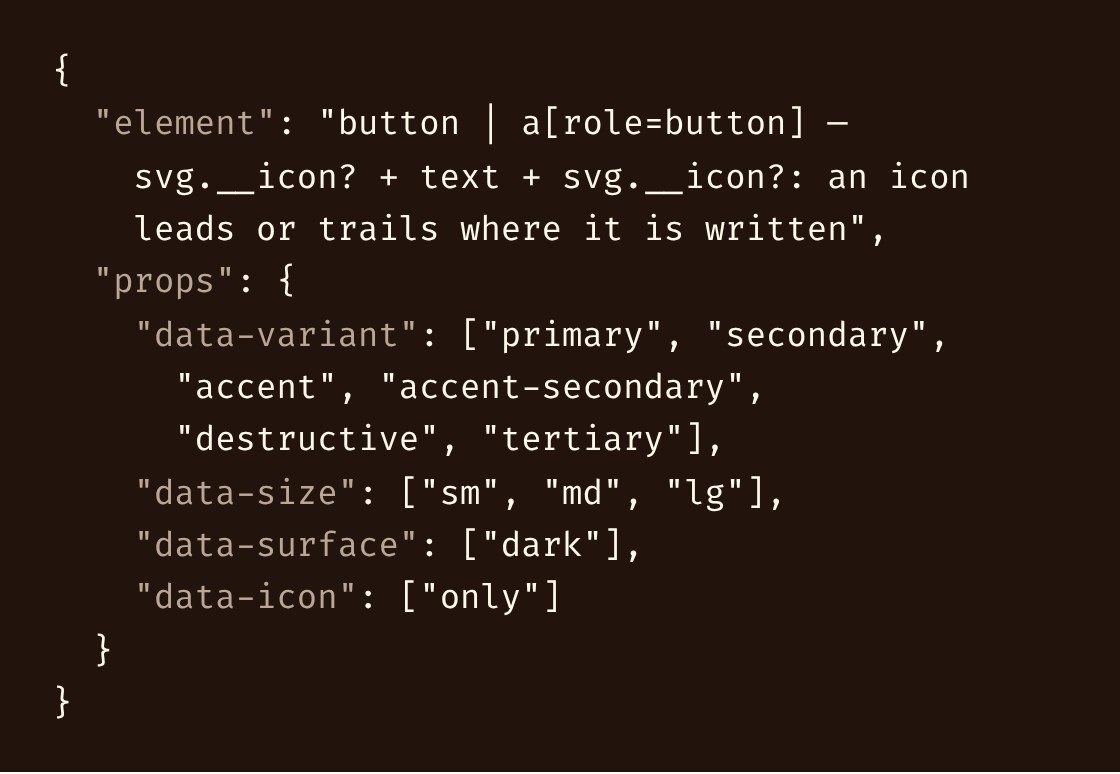 {
  "element": "button | a[role=button] —
    svg.__icon? + text + svg.__icon?: an icon
    leads or trails where it is written",
  "props": {
    "data-variant": ["primary", "secondary",
      "accent", "accent-secondary",
      "destructive", "tertiary"],
    "data-size": ["sm", "md", "lg"],
    "data-surface": ["dark"],
    "data-icon": ["only"]
  }
}